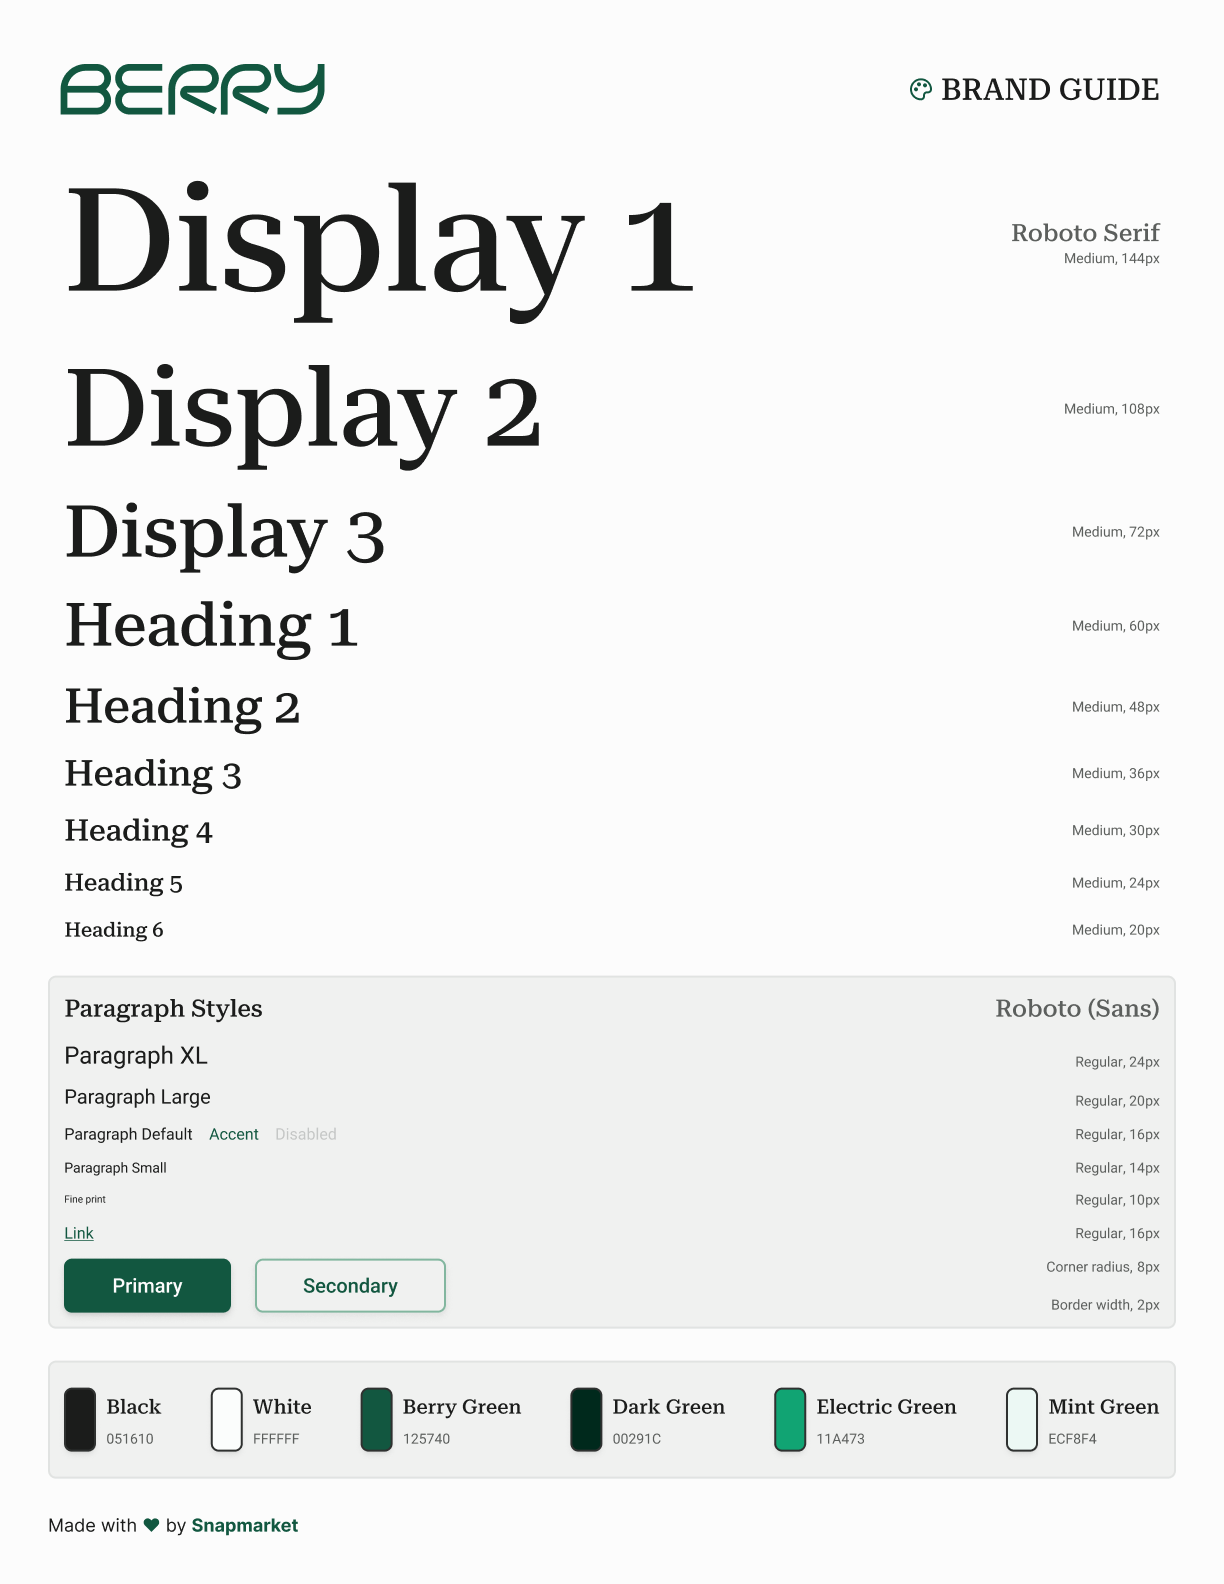 BERRY
BRAND GUIDE
Display 1
Roboto Serif
Medium, 144px
Display 2
Medium, 108px
Display 3
Medium, 72px
Heading 1
Medium, 60px
Heading 2
Medium, 48px
Heading 3
Medium, 36px
Heading 4
Medium, 30px
Heading 5
Medium, 24px
Heading 6
Medium, 20px
Paragraph Styles
Roboto (Sans)
Paragraph XL
Regular, 24px
Paragraph Large
Regular, 20px
Paragraph Default Accent Disabled
Regular, 16px
Paragraph Small
Regular, 14px
Fine print
Regular, 10px
Link
Regular, 16px
Primary
Secondary
Corner radius, 8px
Border width, 2px
Black
051610
White
FFFFFF
Berry Green
125740
Dark Green
00291C
Electric Green
11A473
Mint Green
ECF8F4
Made with ♥ by Snapmarket